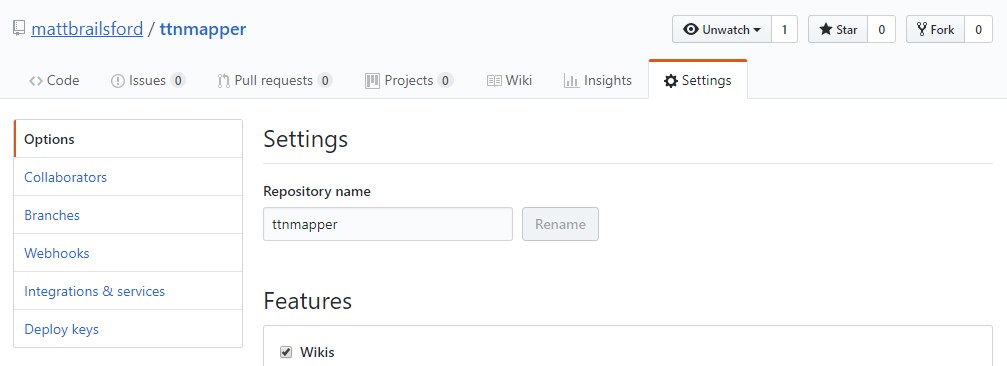 mattbrailsford / ttnmapper Unwatch 1 Star 0 Fork 0
Code Issues 0 Pull requests 0 Projects 0 Wiki Insights Settings
Options
Collaborators
Branches
Webhooks
Integrations & services
Deploy keys
Settings
Repository name
ttnmapper Rename
Features
Wikis